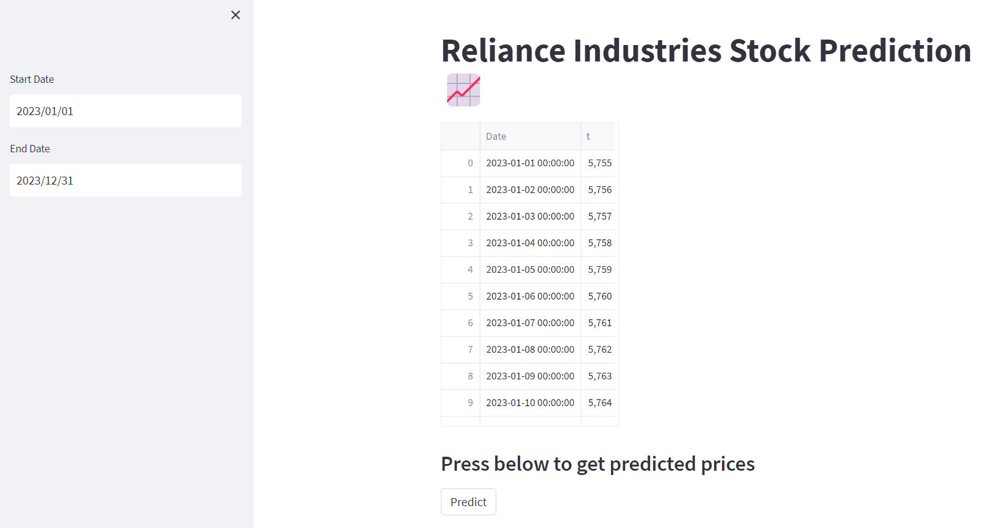 Start Date
2023/01/01
End Date
2023/12/31
Reliance Industries Stock Prediction
Date t
0 2023-01-01 00:00:00 5,755
1 2023-01-02 00:00:00 5,756
2 2023-01-03 00:00:00 5,757
3 2023-01-04 00:00:00 5,758
4 2023-01-05 00:00:00 5,759
5 2023-01-06 00:00:00 5,760
6 2023-01-07 00:00:00 5,761
7 2023-01-08 00:00:00 5,762
8 2023-01-09 00:00:00 5,763
9 2023-01-10 00:00:00 5,764
Press below to get predicted prices
Predict